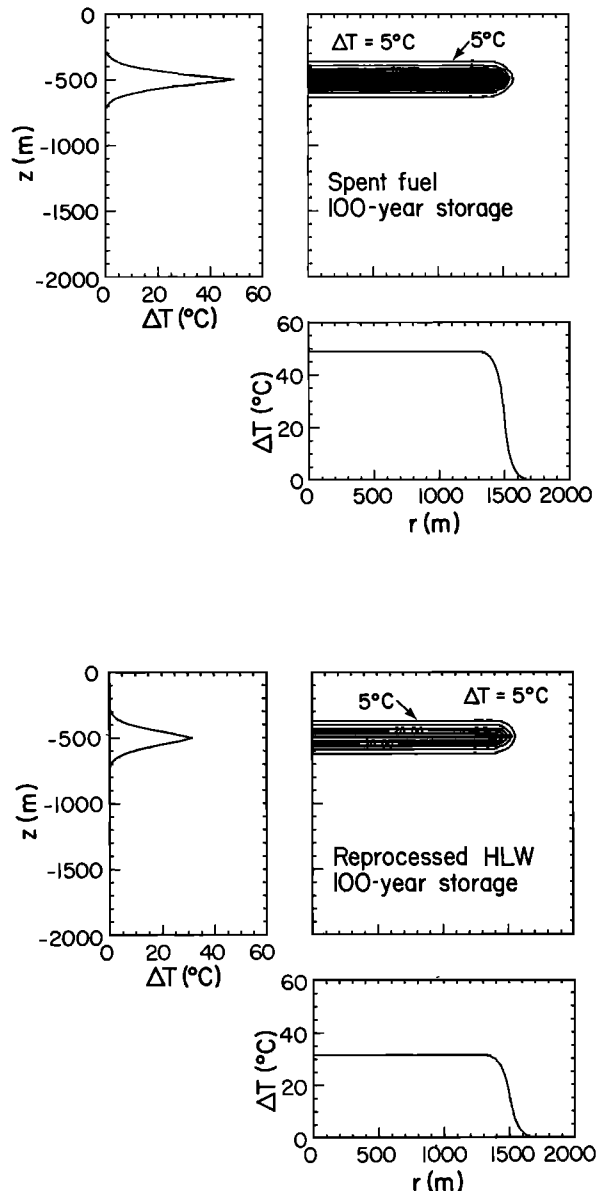 0
-500
-1000
-1500
-2000
z (m)
0 20 40 60
ΔT (°C)
ΔT = 5°C 5°C
Spent fuel
100-year storage
60
40
20
0
ΔT (°C)
0 500 1000 1500 2000
r (m)
0
-500
-1000
-1500
-2000
z (m)
0 20 40 60
ΔT (°C)
5°C ΔT = 5°C
Reprocessed HLW
100-year storage
60
40
20
0
ΔT (°C)
0 500 1000 1500 2000
r (m)